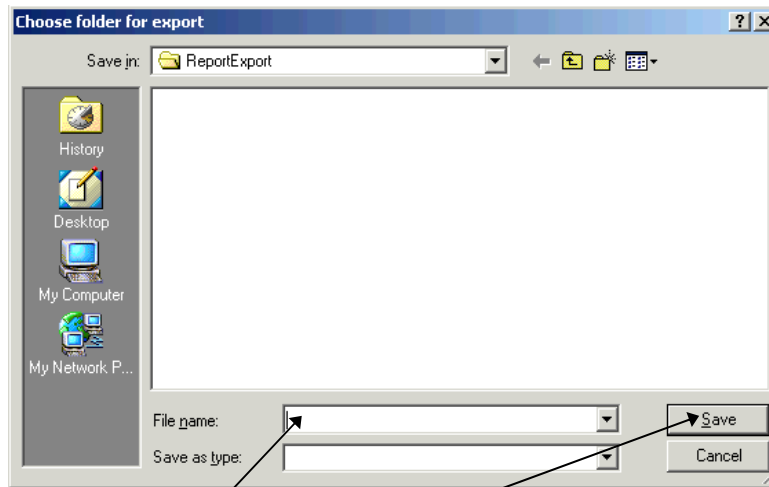 Choose folder for export
Save in: ReportExport
History
Desktop
My Computer
My Network P...
File name: Save
Save as type: Cancel